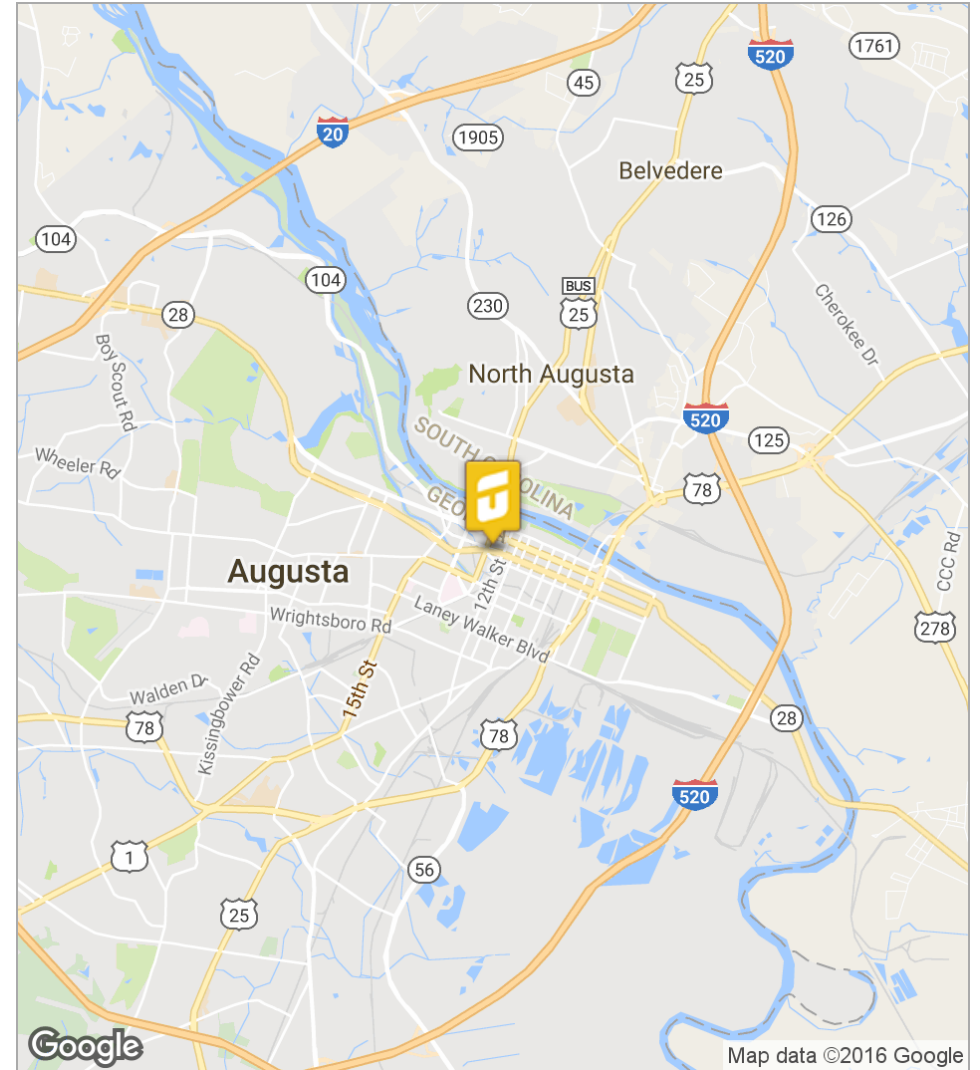 520
1761
25
45
20
1905
Belvedere
126
104
104
BUS
25
230
28
Cherokee Dr
Boy Scout Rd
North Augusta
520
SOUTH CAROLINA
125
Wheeler Rd
78
GEORGIA
Augusta
12th St
CCC Rd
Laney Walker Blvd
Wrightsboro Rd
278
15th St
Walden Dr
Kissingbower Rd
28
78
78
520
1
56
25
Google
Map data ©2016 Google